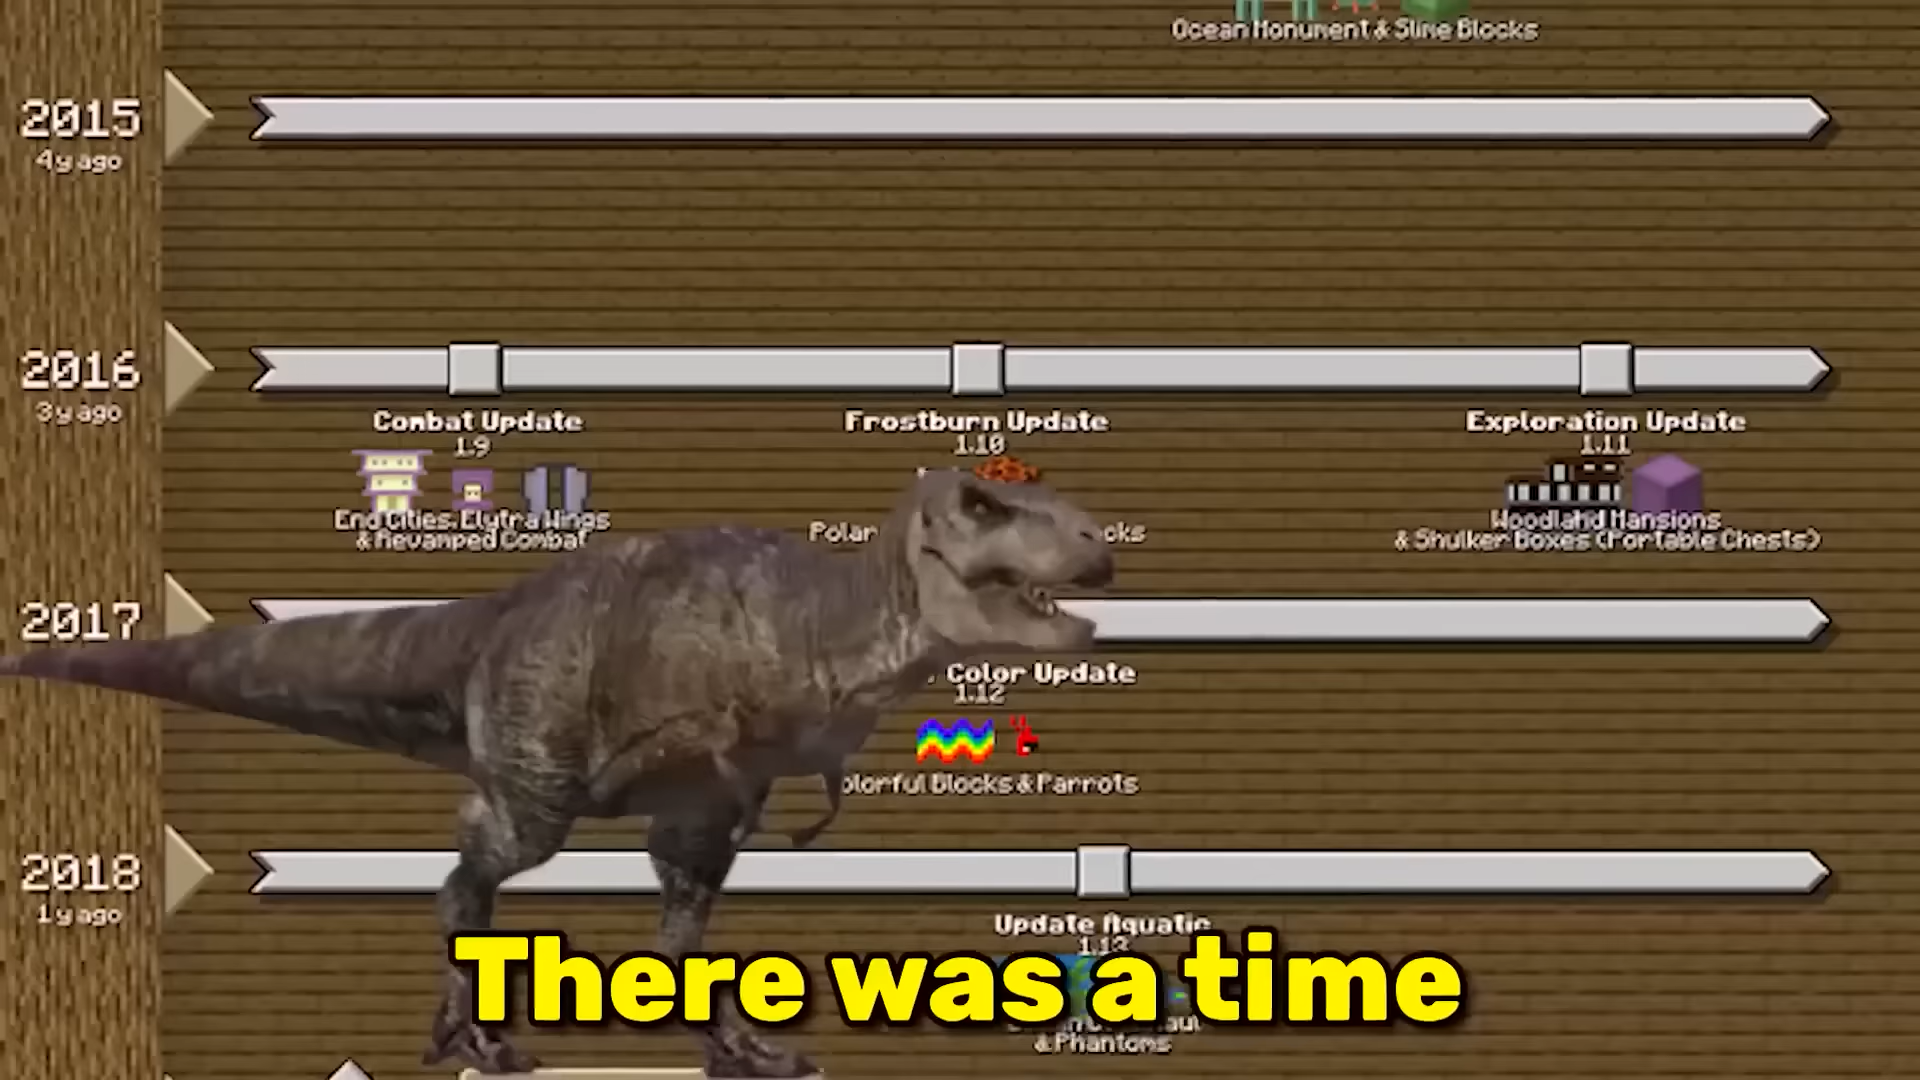 Ocean Monument & Slime Blocks
2015
4y ago
2016
3y ago
Combat Update
1.9
End Cities, Elytra Wings
& Revamped Combat
Frostburn Update
1.10
Polar
ocks
Exploration Update
1.11
Woodland Mansions
& Shulker Boxes (Portable Chests)
2017
Color Update
1.12
olorful Blocks & Parrots
2018
1y ago
Update Aquatic
1.13
There was a time
& Phantoms